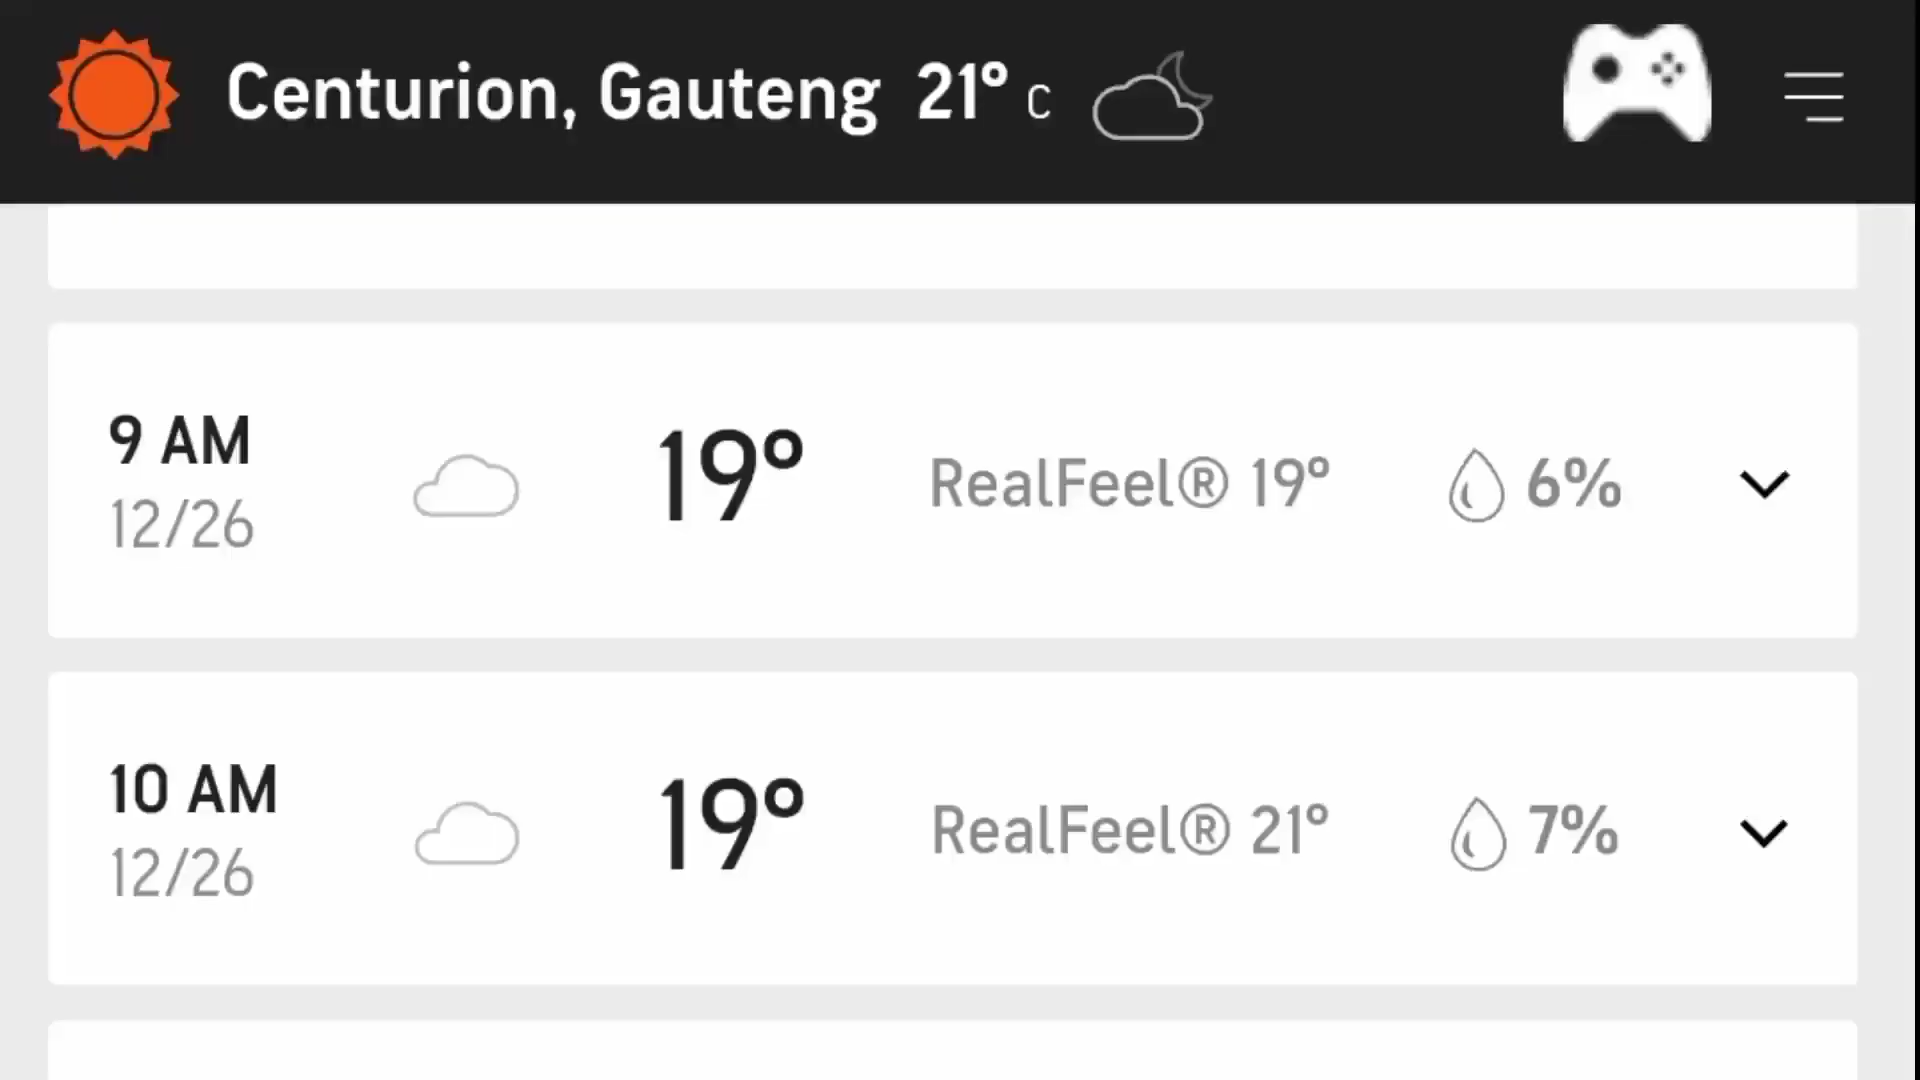 Centurion, Gauteng 21° C
9 AM
12/26
19°
RealFeel® 19°
6%
10 AM
12/26
19°
RealFeel® 21°
7%